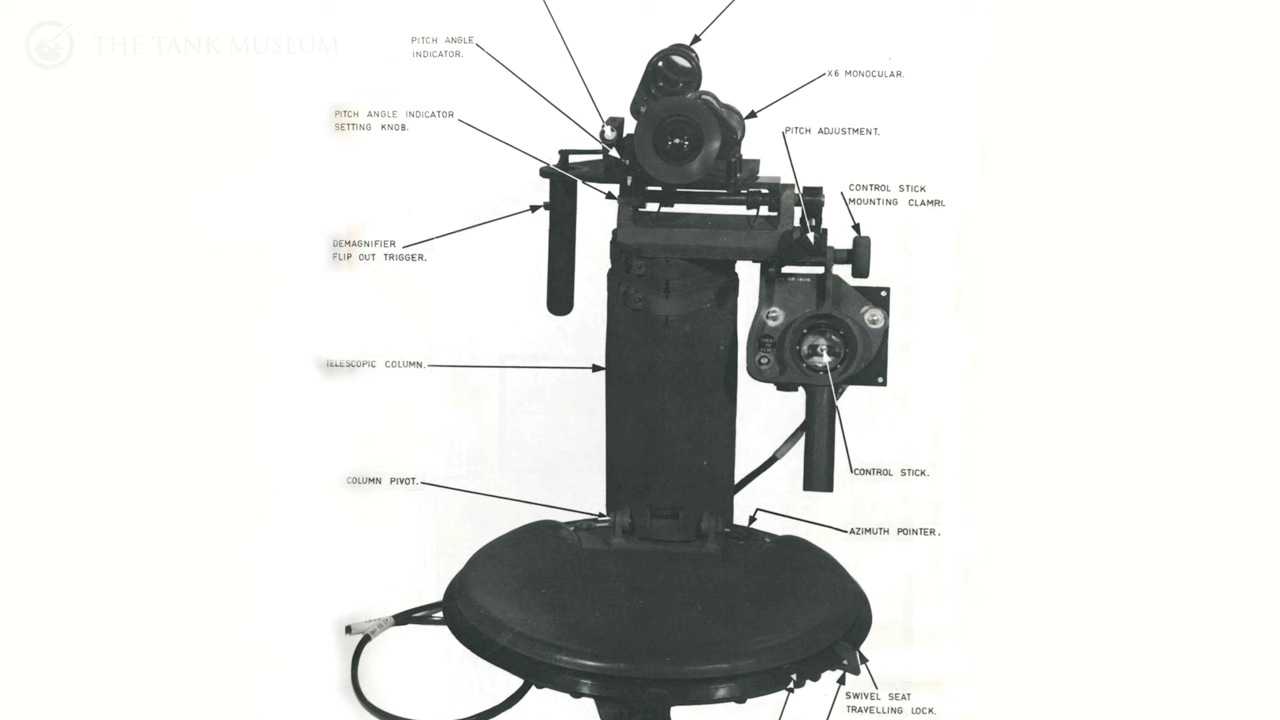 THE TANK MUSEUM
PITCH ANGLE
INDICATOR.
X6 MONOCULAR.
PITCH ANGLE INDICATOR
SETTING KNOB.
PITCH ADJUSTMENT.
CONTROL STICK
MOUNTING CLAMP.
DEMAGNIFIER
FLIP OUT TRIGGER.
TELESCOPIC COLUMN.
CONTROL STICK.
COLUMN PIVOT.
AZIMUTH POINTER.
SWIVEL SEAT
TRAVELLING LOCK.